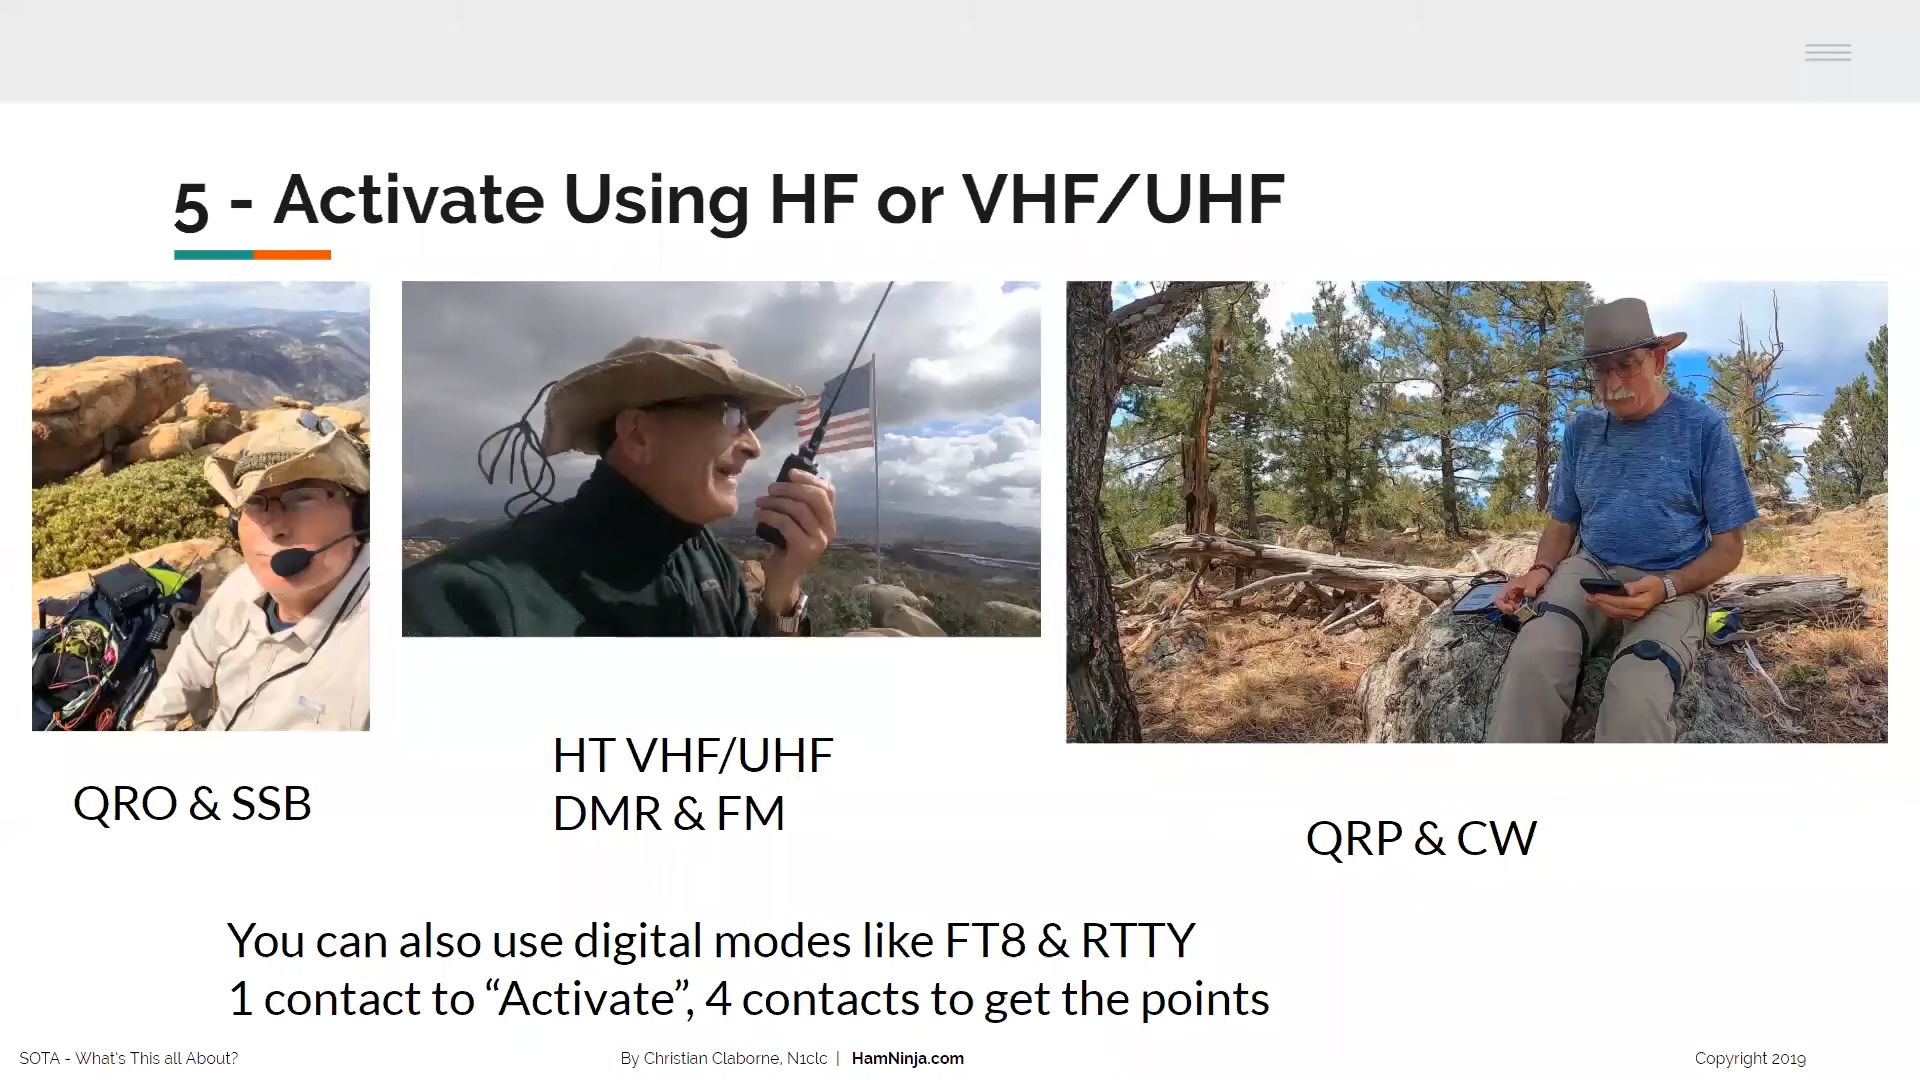 5 - Activate Using HF or VHF/UHF
QRO & SSB
HT VHF/UHF
DMR & FM
QRP & CW
You can also use digital modes like FT8 & RTTY
1 contact to “Activate”, 4 contacts to get the points
SOTA - What's This all About?
By Christian Claborne, N1clc | HamNinja.com
Copyright 2019